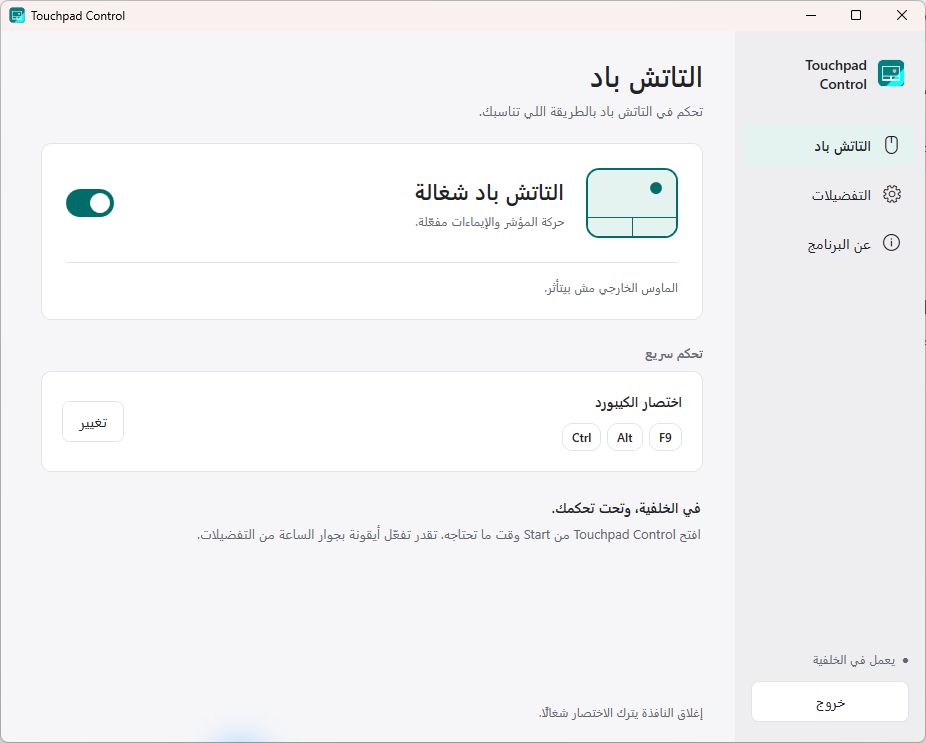 Touchpad Control
Touchpad
Control
التاتش باد
التفضيلات
عن البرنامج
يعمل في الخلفية
خروج
التاتش باد
تحكم في التاتش باد بالطريقة اللي تناسبك.
التاتش باد شغالة
حركة المؤشر والإيماءات مفعّلة.
الماوس الخارجي مش بيتأثر.
تحكم سريع
اختصار الكيبورد
Ctrl Alt F9
تغيير
في الخلفية، وتحت تحكمك.
افتح Touchpad Control من Start وقت ما تحتاجه. تقدر تفعّل أيقونة بجوار الساعة من التفضيلات.
إغلاق النافذة يترك الاختصار شغالًا.